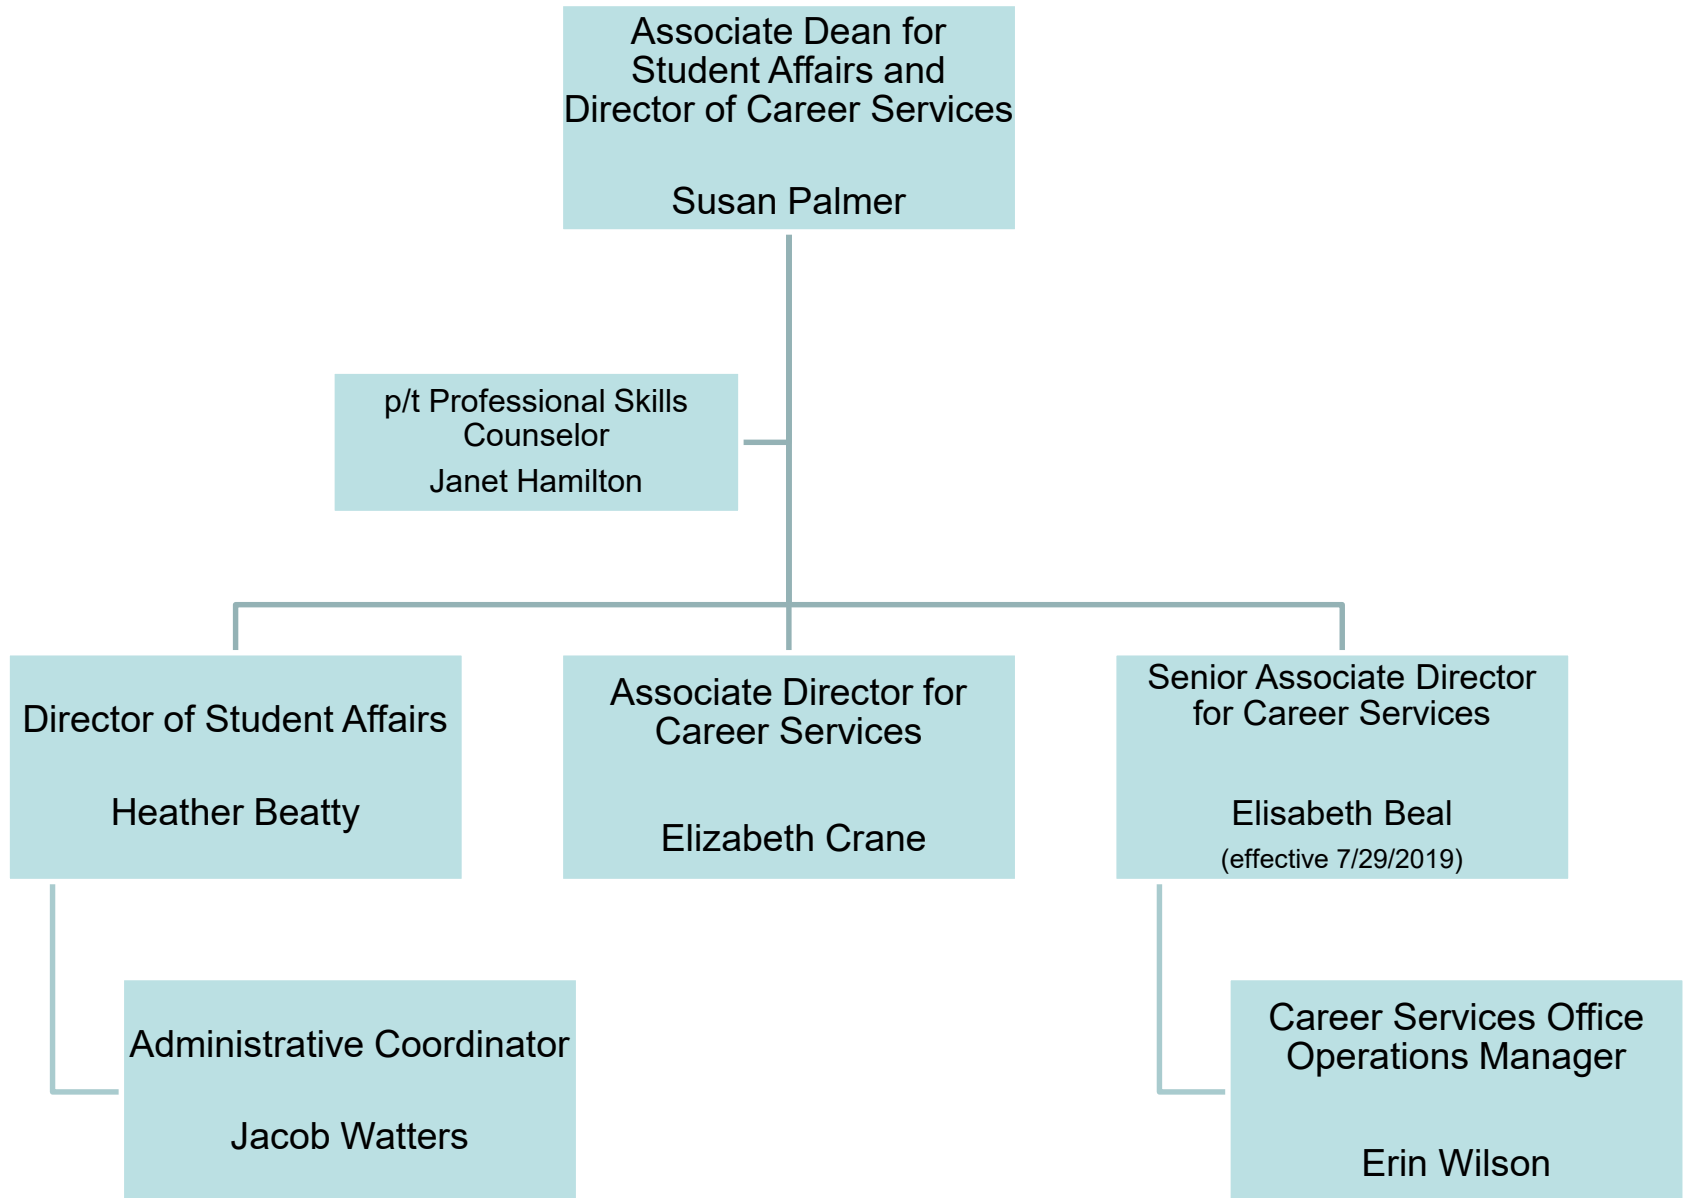 Associate Dean for
Student Affairs and
Director of Career Services
Susan Palmer
p/t Professional Skills
Counselor
Janet Hamilton
Director of Student Affairs
Heather Beatty
Associate Director for
Career Services
Elizabeth Crane
Senior Associate Director
for Career Services
Elisabeth Beal
(effective 7/29/2019)
Administrative Coordinator
Jacob Watters
Career Services Office
Operations Manager
Erin Wilson